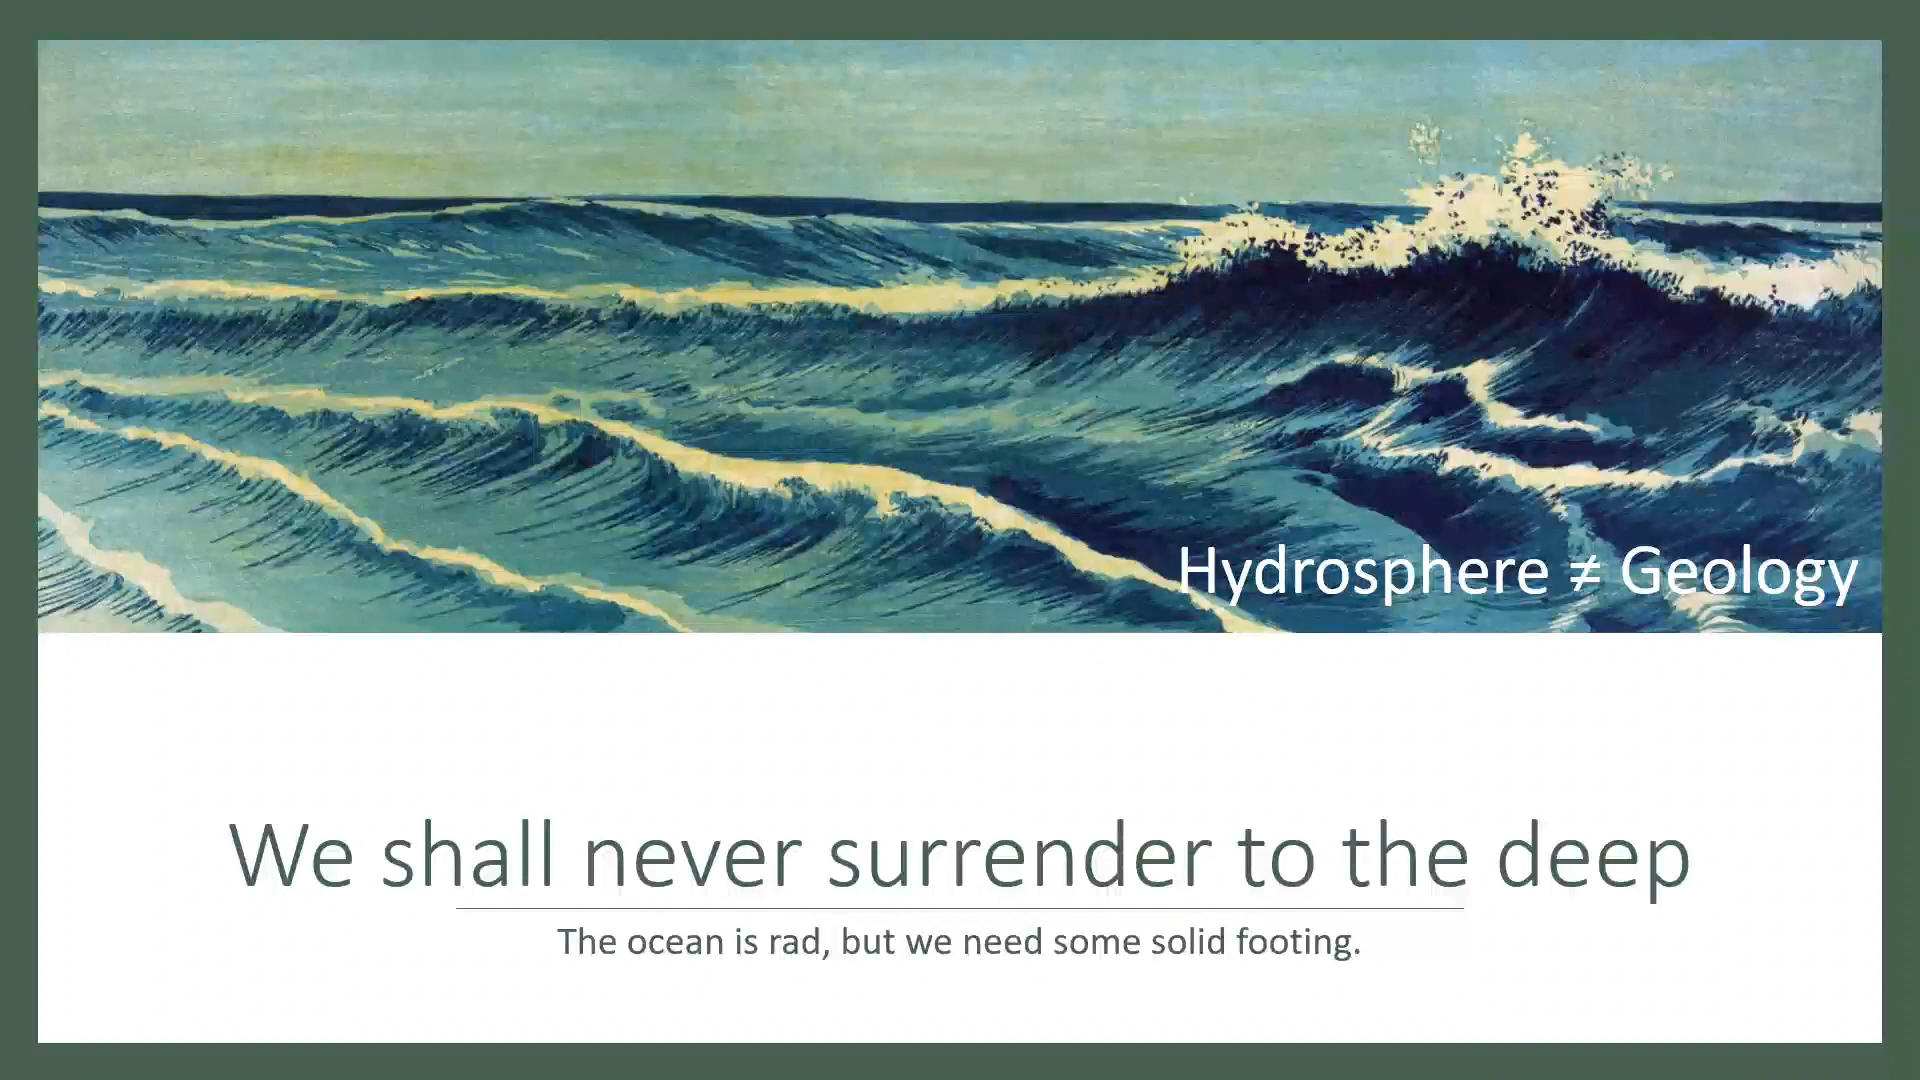 Hydrosphere ≠ Geology
We shall never surrender to the deep
The ocean is rad, but we need some solid footing.